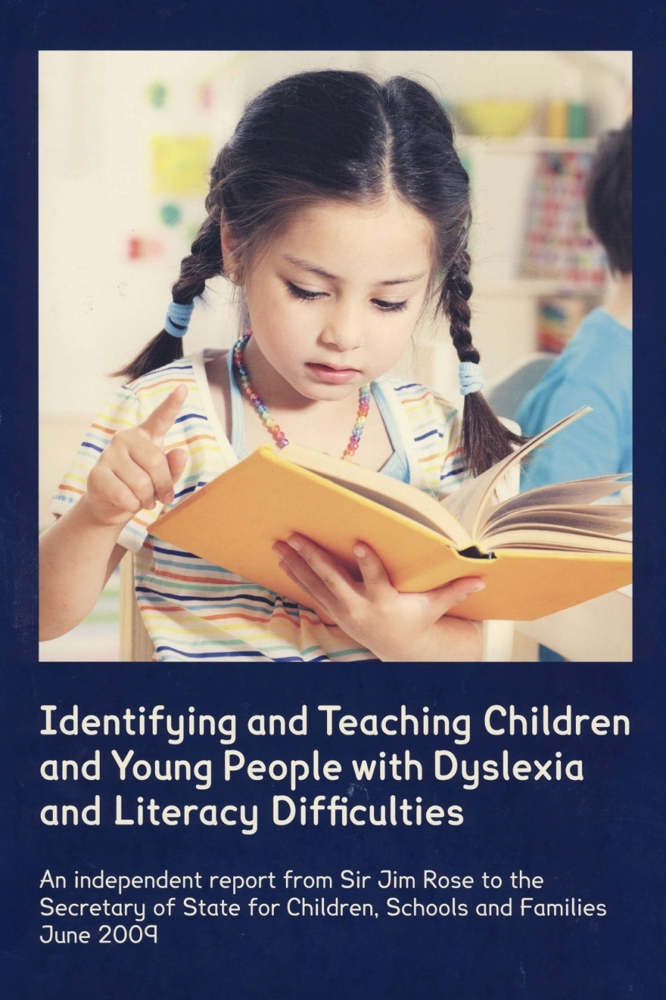 Identifying and Teaching Children
and Young People with Dyslexia
and Literacy Difficulties
An independent report from Sir Jim Rose to the
Secretary of State for Children, Schools and Families
June 2009